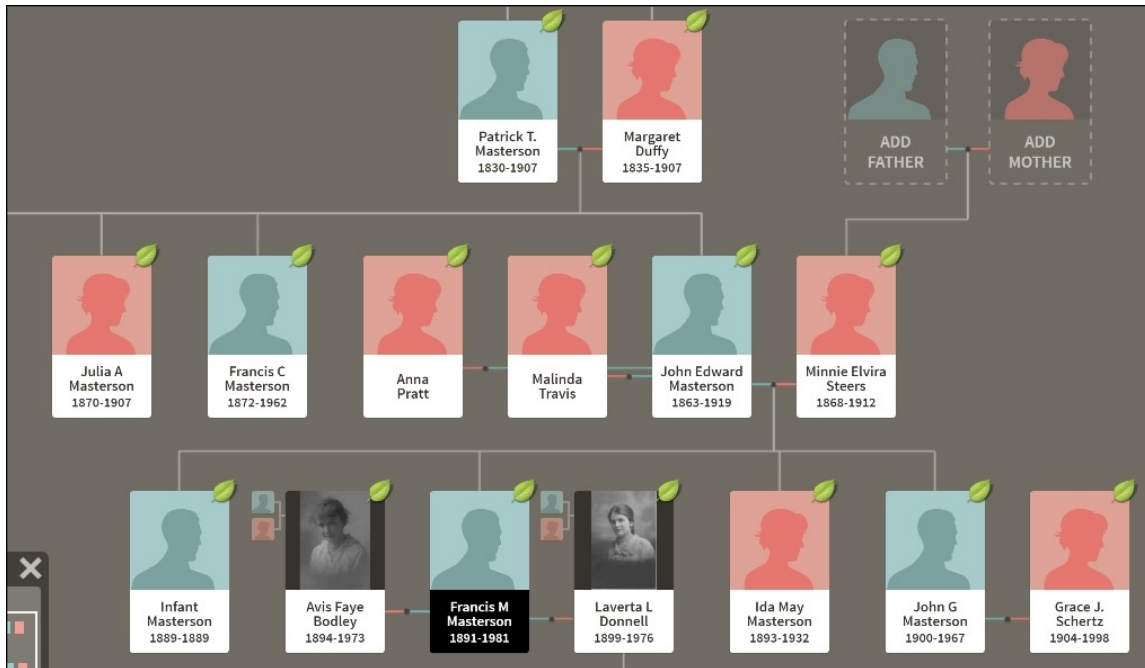 Patrick T.
Masterson
1830-1907
Margaret
Duffy
1835-1907
ADD
FATHER
ADD
MOTHER
Julia A
Masterson
1870-1907
Francis C
Masterson
1872-1962
Anna
Pratt
Malinda
Travis
John Edward
Masterson
1863-1919
Minnie Elvira
Steers
1868-1912
Infant
Masterson
1889-1889
Avis Faye
Bodley
1894-1973
Francis M
Masterson
1891-1981
Laverta L
Donnell
1899-1976
Ida May
Masterson
1893-1932
John G
Masterson
1900-1967
Grace J.
Schertz
1904-1998